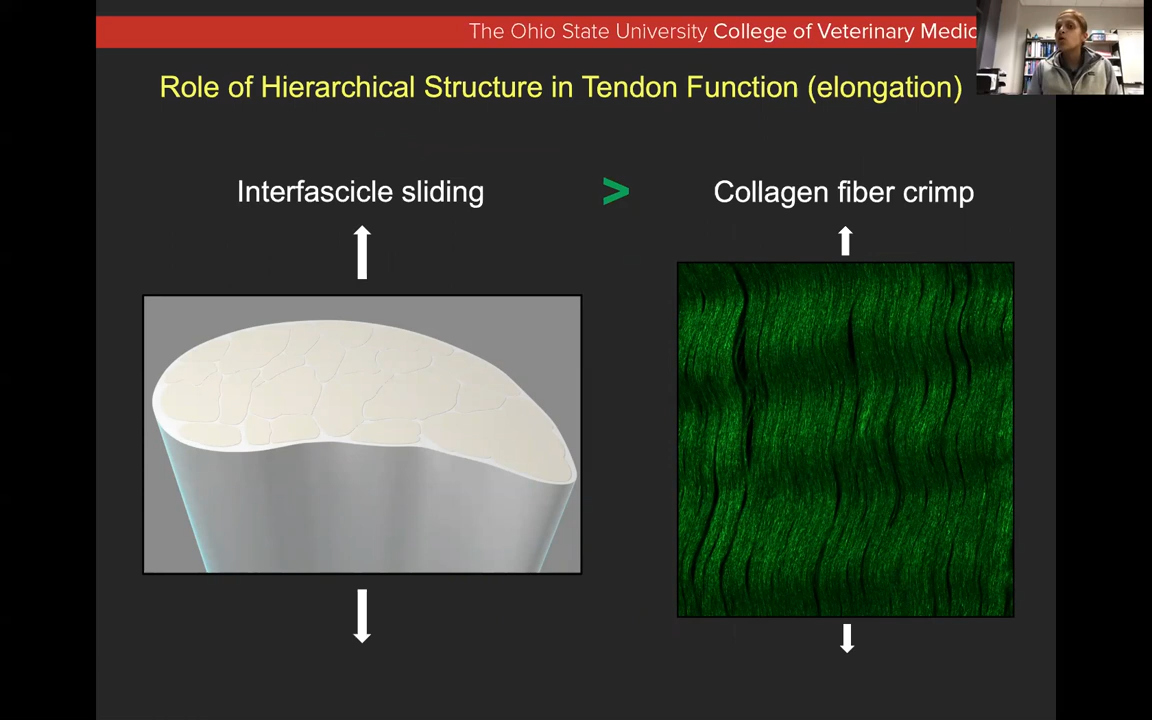 The Ohio State University College of Veterinary Medic
Role of Hierarchical Structure in Tendon Function (elongation)
Interfascicle sliding > Collagen fiber crimp